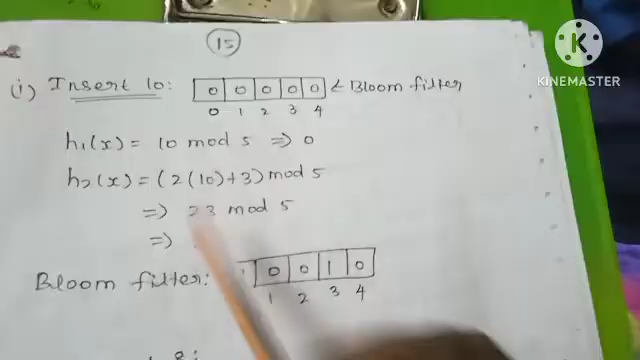 15
(i) Insert 10: 0 0 0 0 0 ← Bloom filter
0 1 2 3 4
h1(x) = 10 mod 5 => 0
h2(x) = (2(10)+3) mod 5
=> 23 mod 5
=>
Bloom filter: 0 0 1 0
1 2 3 4
KINEMASTER